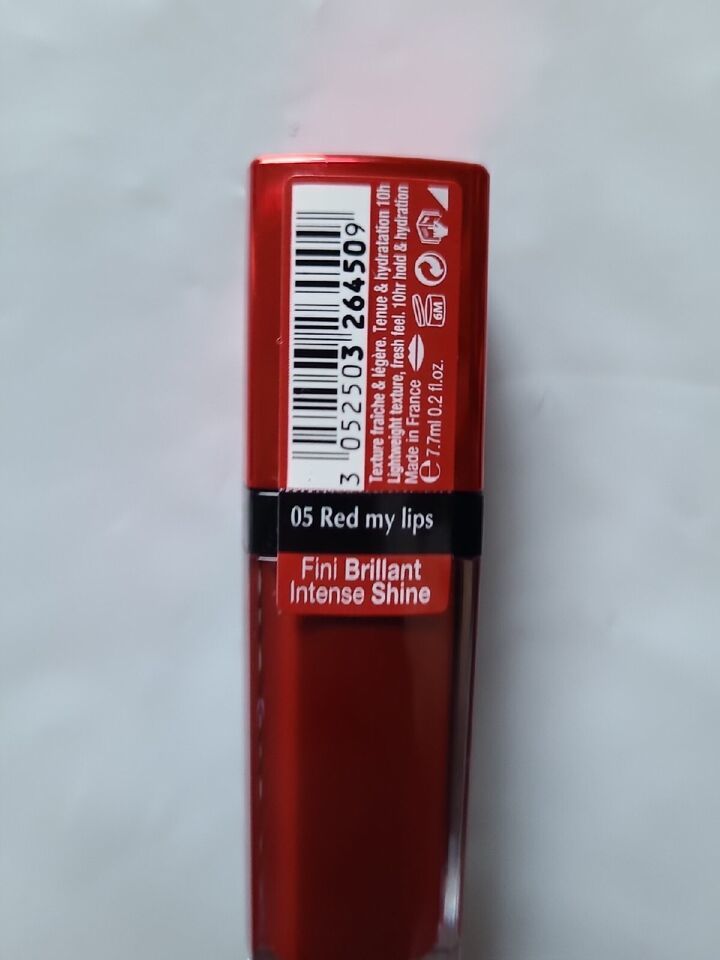 3 052503 264509
Texture fraîche & légère. Tenue & hydratation 10h
Lightweight texture, fresh feel. 10hr hold & hydration
Made in France
e 7.7ml 0.2 fl.oz.
6M
05 Red my lips
Fini Brillant
Intense Shine